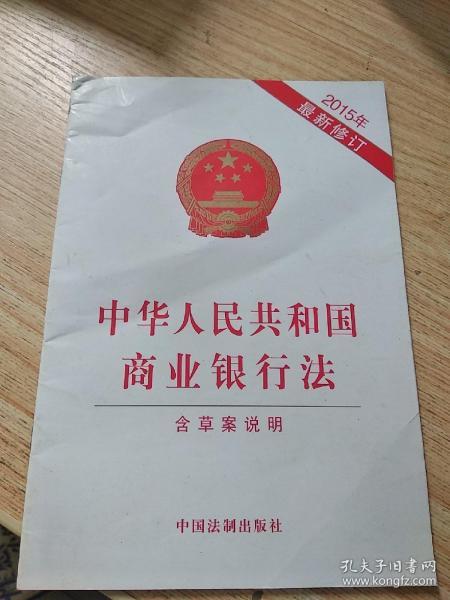 2015年
最新修订
中华人民共和国
商业银行法
含草案说明
中国法制出版社
孔夫子旧书网
www.kongfz.com